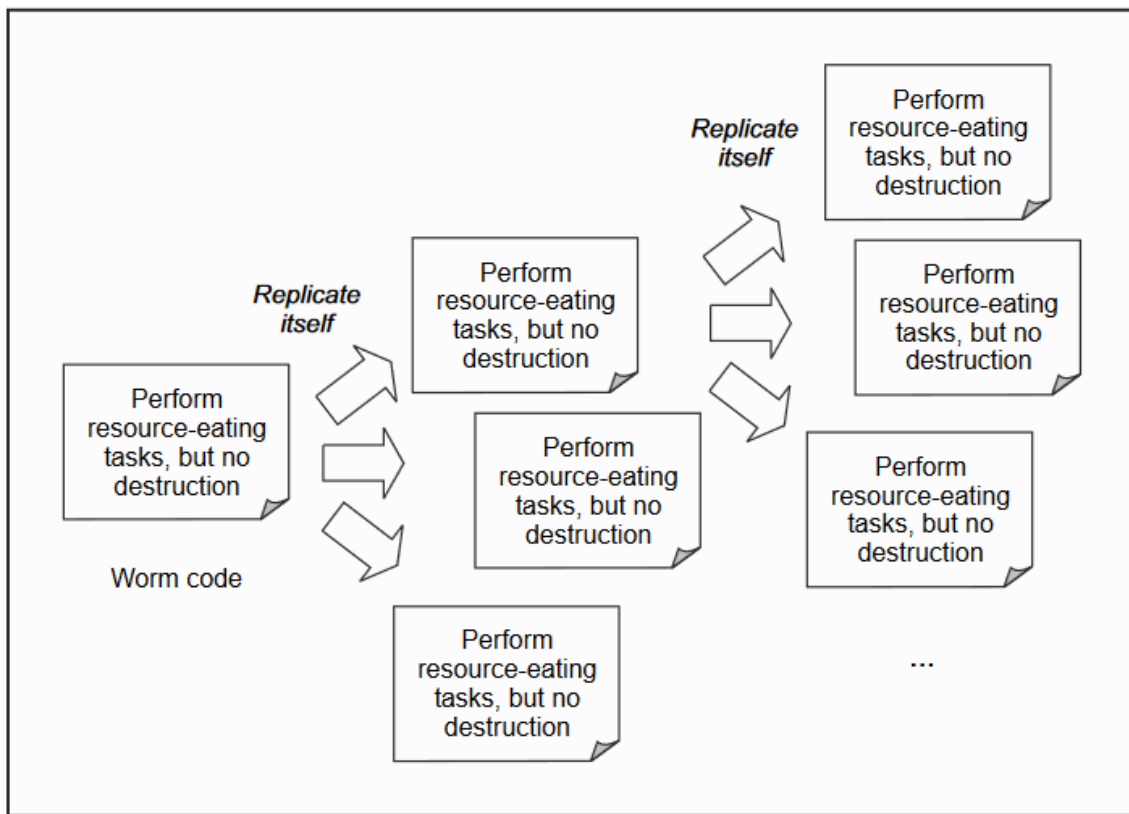 Perform
resource-eating
tasks, but no
destruction
Worm code
Replicate
itself
Perform
resource-eating
tasks, but no
destruction
Perform
resource-eating
tasks, but no
destruction
Perform
resource-eating
tasks, but no
destruction
Replicate
itself
Perform
resource-eating
tasks, but no
destruction
Perform
resource-eating
tasks, but no
destruction
Perform
resource-eating
tasks, but no
destruction
...